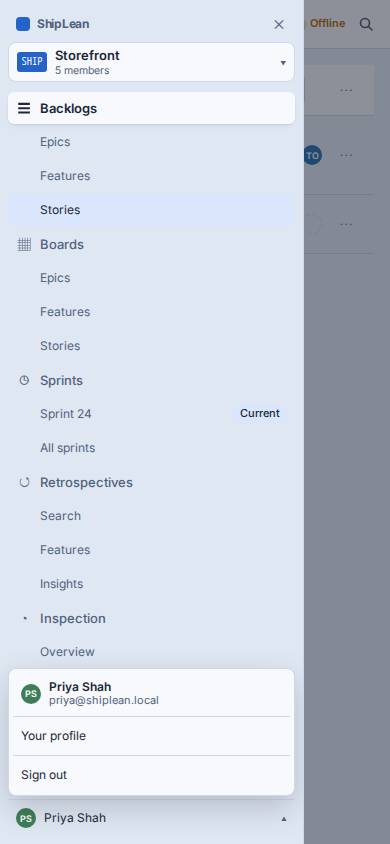 ShipLean
Offline
SHIP
Storefront
5 members
Backlogs
Epics
Features
TO
Stories
Boards
Epics
Features
Stories
Sprints
Sprint 24
Current
All sprints
Retrospectives
Search
Features
Insights
Inspection
Overview
PS
Priya Shah
priya@shiplean.local
Your profile
Sign out
PS
Priya Shah